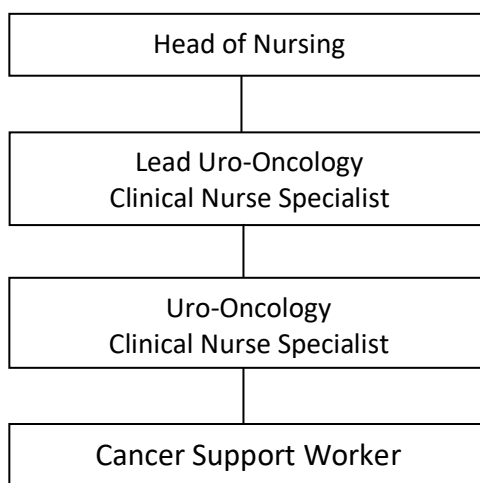 Head of Nursing
Lead Uro-Oncology
Clinical Nurse Specialist
Uro-Oncology
Clinical Nurse Specialist
Cancer Support Worker